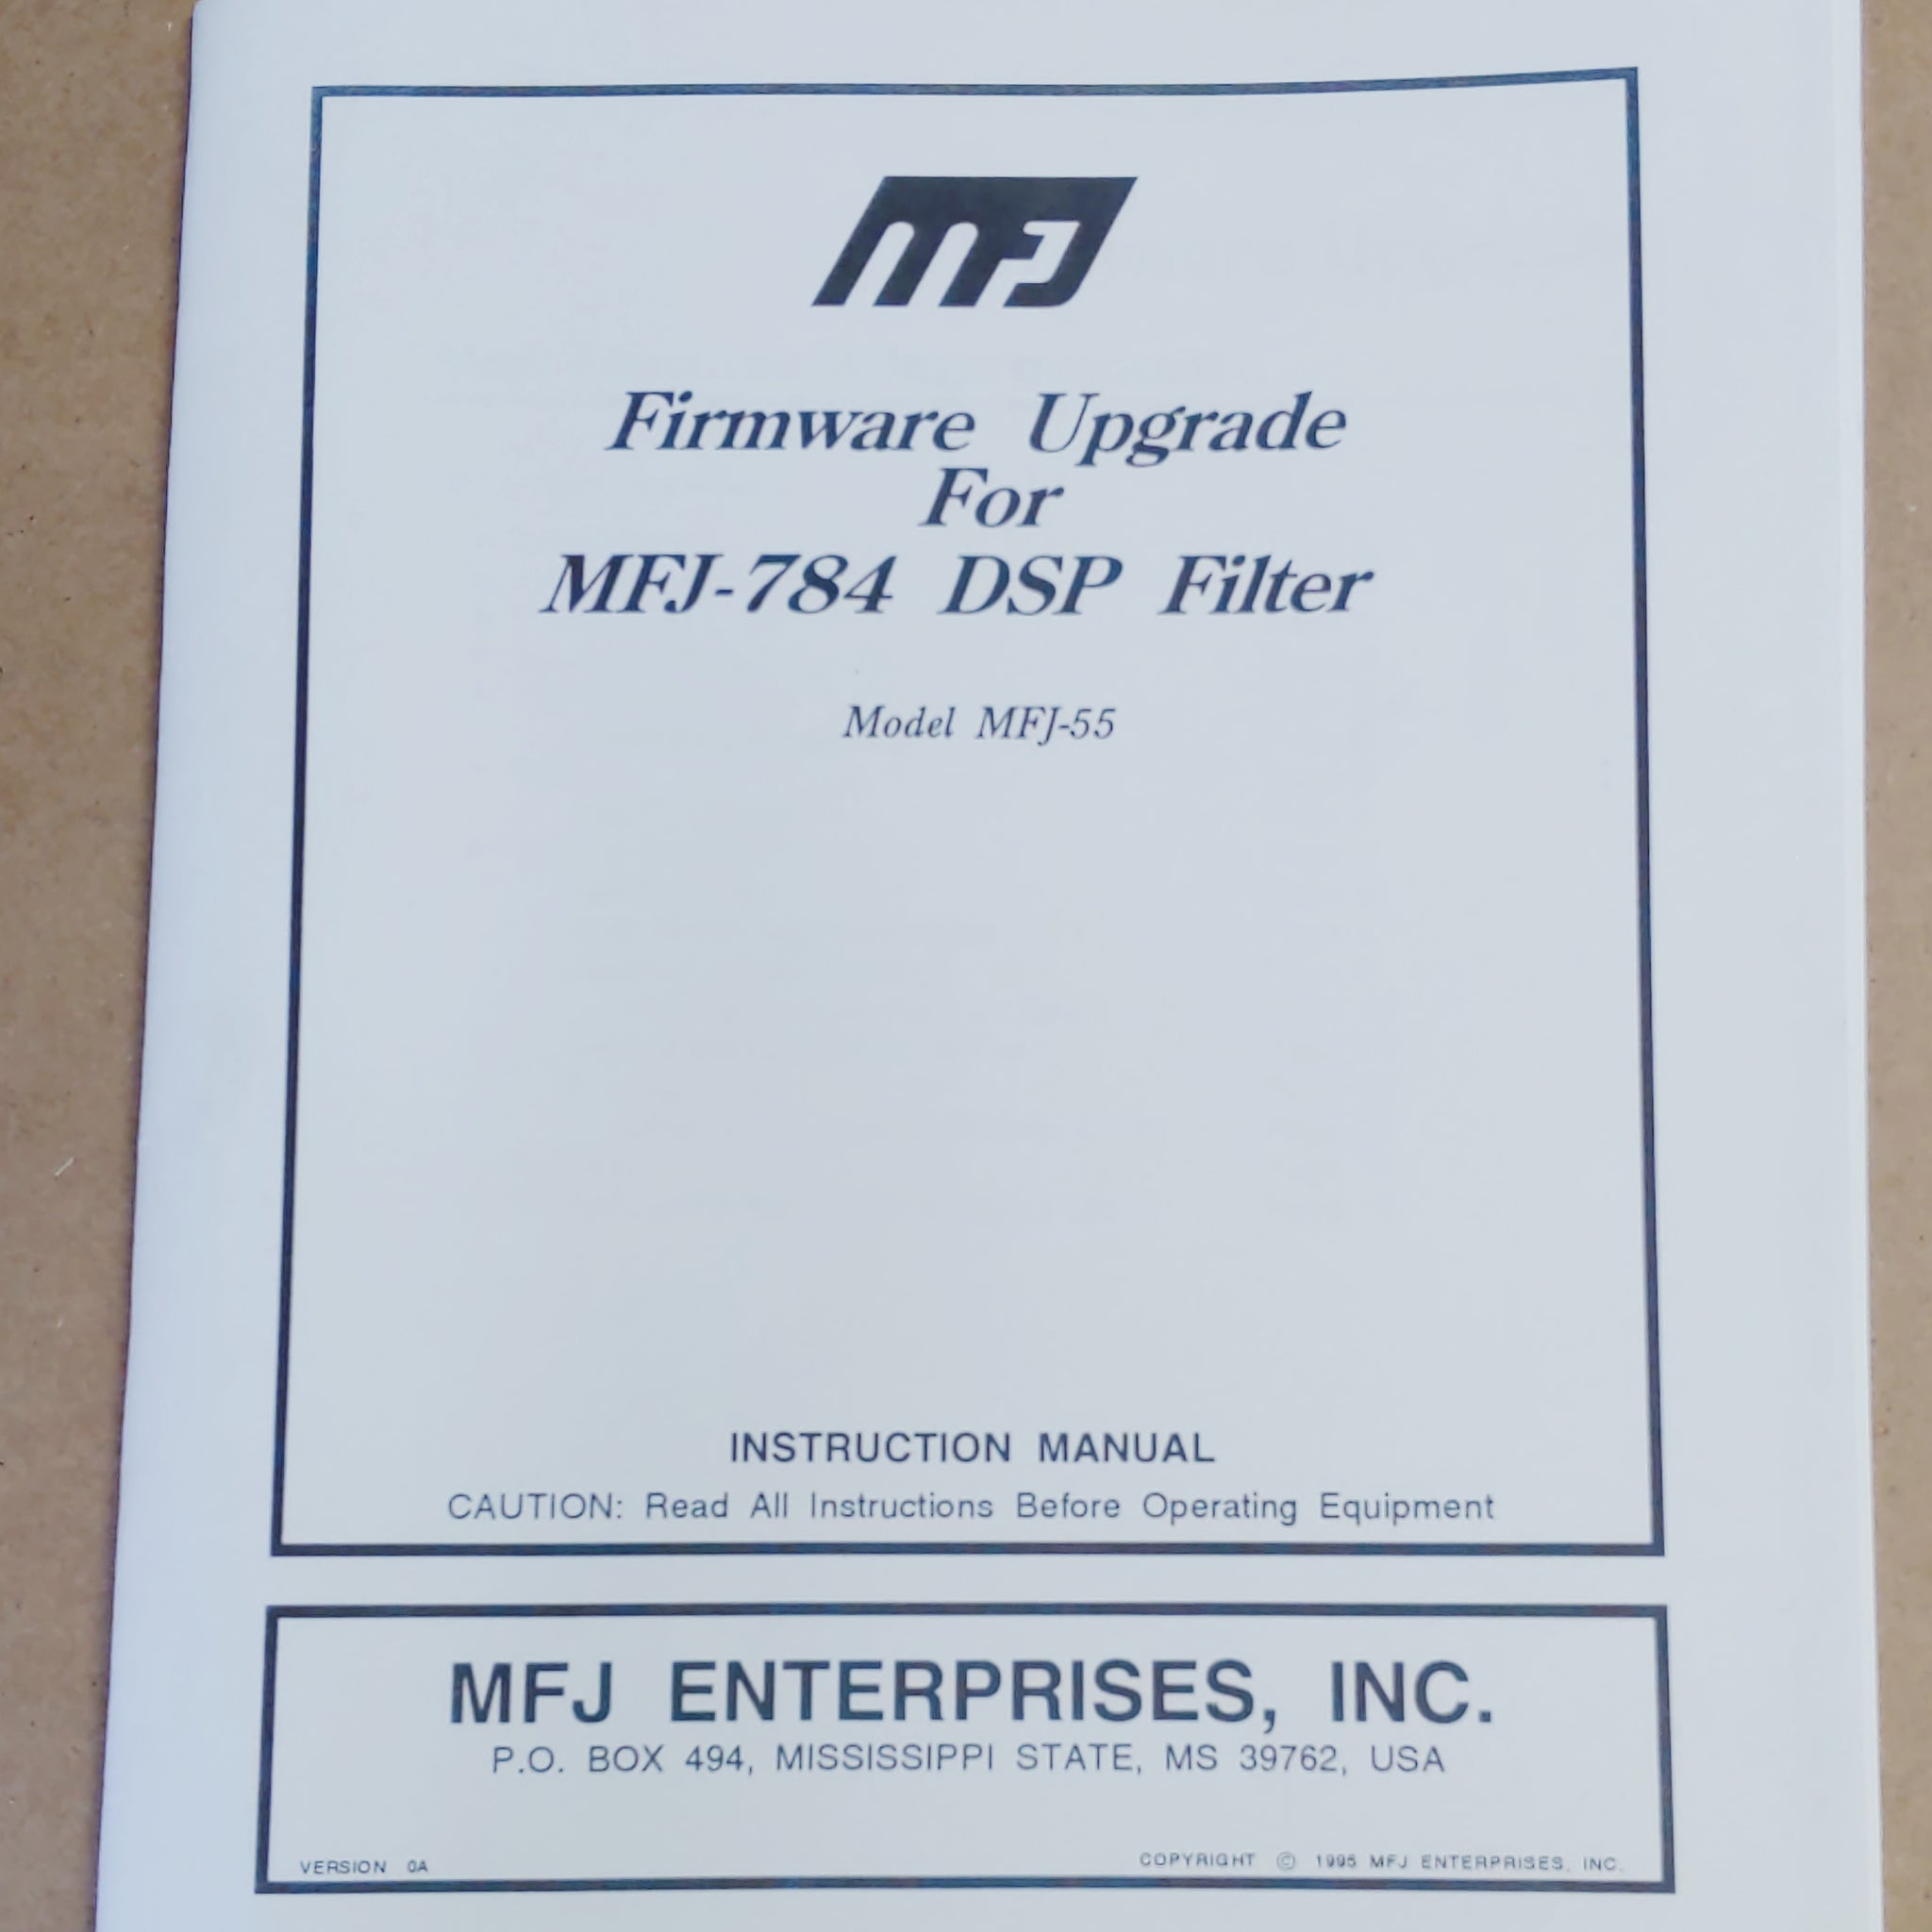 MFJ
Firmware Upgrade
For
MFJ-784 DSP Filter
Model MFJ-55
INSTRUCTION MANUAL
CAUTION: Read All Instructions Before Operating Equipment
MFJ ENTERPRISES, INC.
P.O. BOX 494, MISSISSIPPI STATE, MS 39762, USA
VERSION 0A
COPYRIGHT © 1995 MFJ ENTERPRISES, INC.